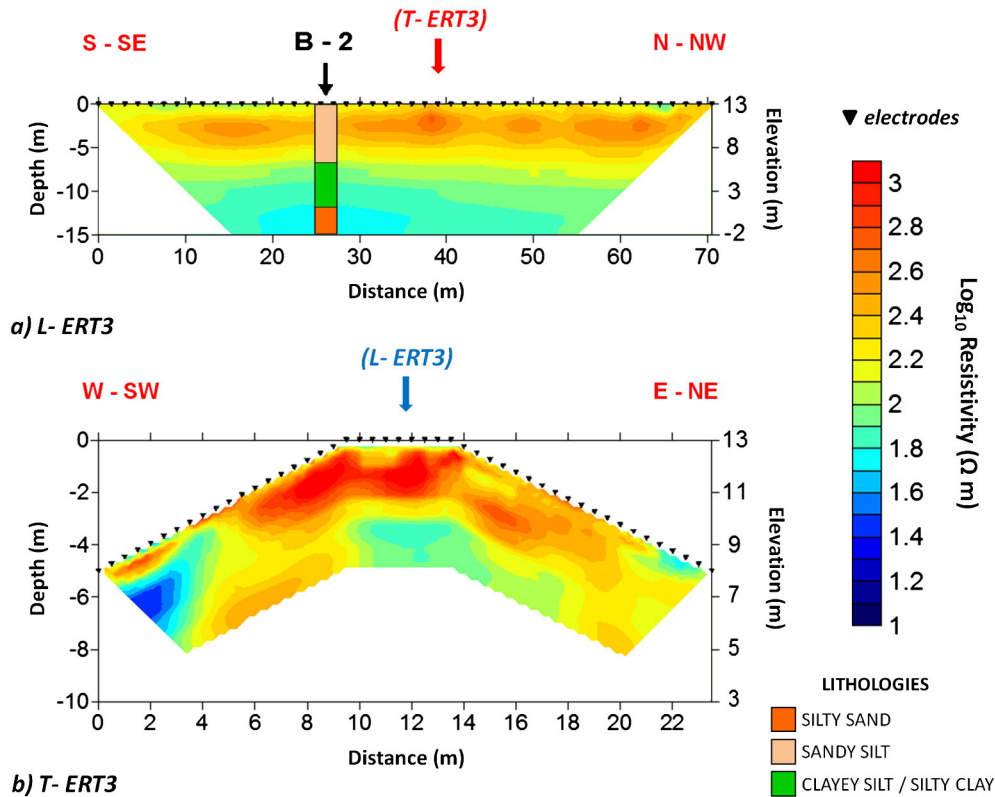 (T- ERT3)
S - SE
B - 2
N - NW
0
-5
-10
-15
Depth (m)
13
8
3
-2
Elevation (m)
0 10 20 30 40 50 60 70
Distance (m)
a) L- ERT3
electrodes
3
2.8
2.6
2.4
2.2
2
1.8
1.6
1.4
1.2
1
Log10 Resistivity (Ω m)
(L- ERT3)
W - SW
E - NE
0
-2
-4
-6
-8
-10
Depth (m)
13
11
9
7
5
3
Elevation (m)
0 2 4 6 8 10 12 14 16 18 20 22
Distance (m)
b) T- ERT3
LITHOLOGIES
SILTY SAND
SANDY SILT
CLAYEY SILT / SILTY CLAY